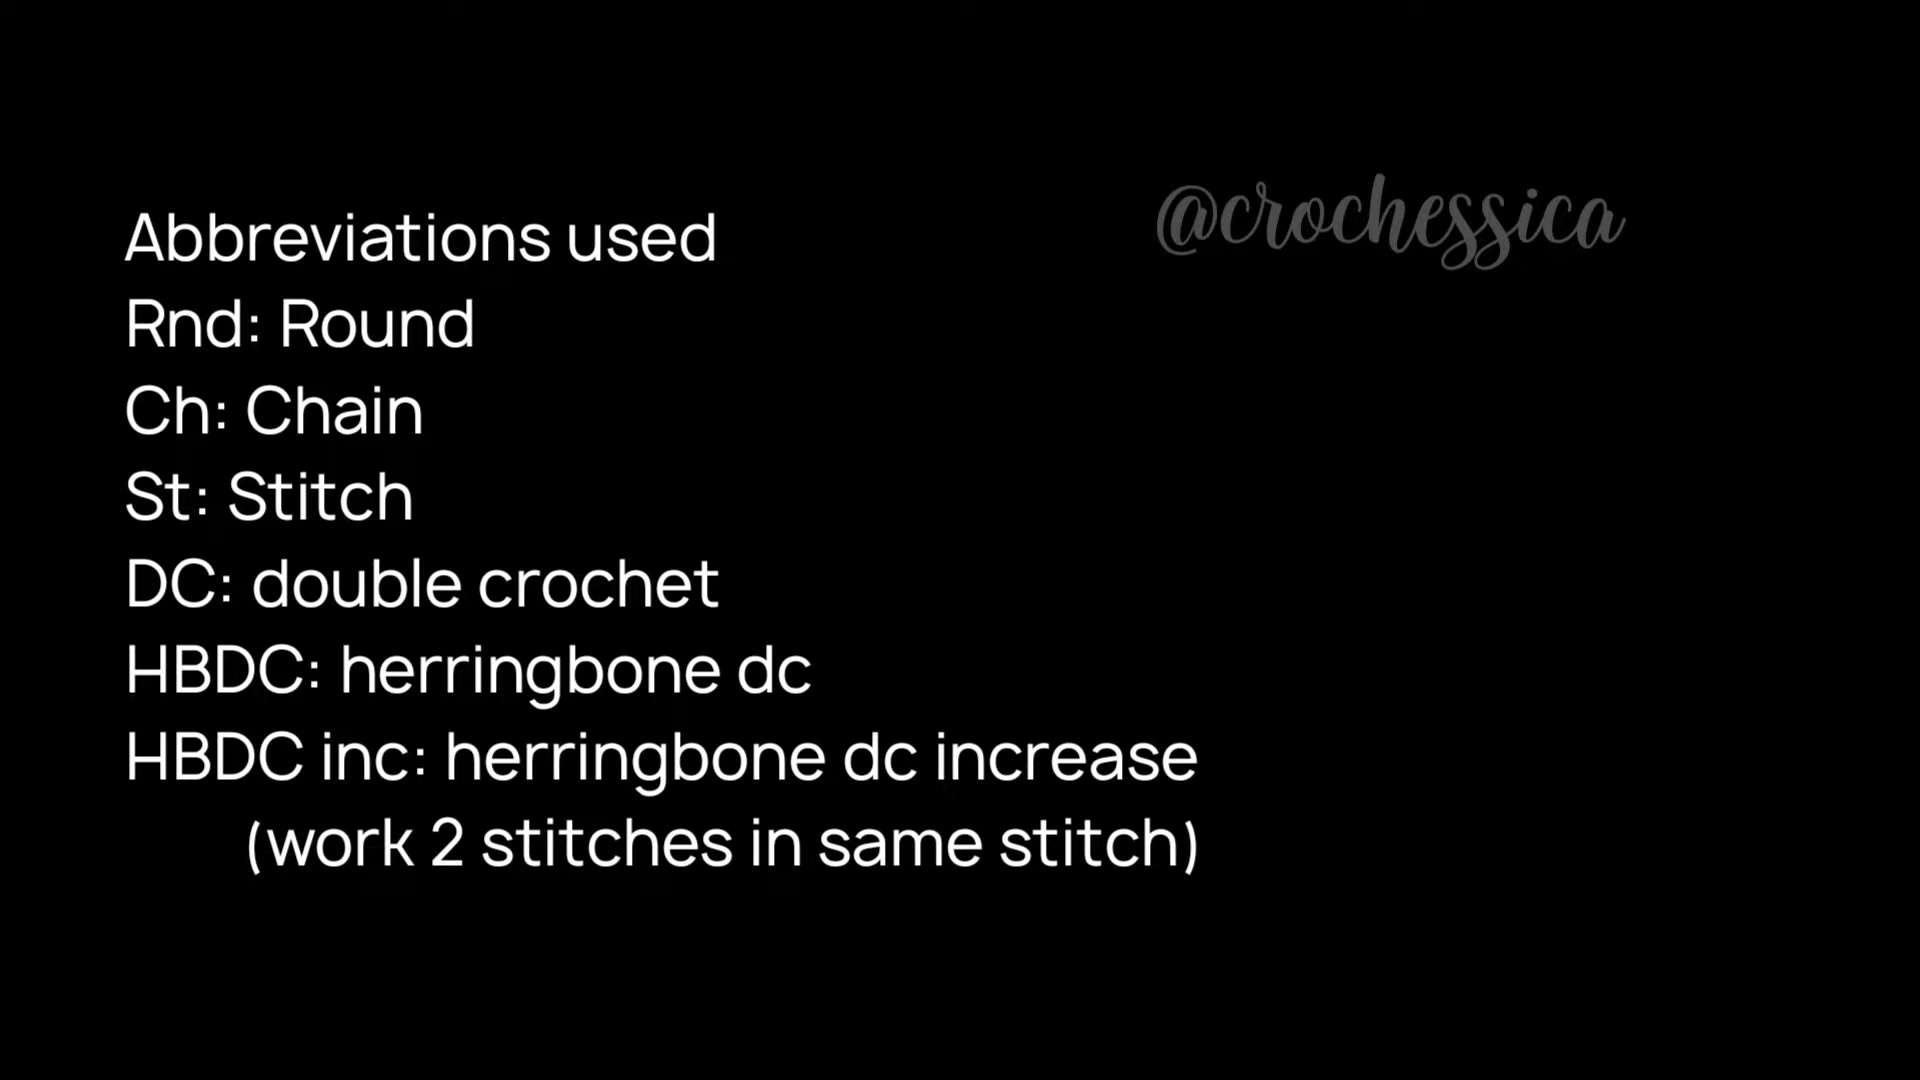 Abbreviations used
@crochessica
Rnd: Round
Ch: Chain
St: Stitch
DC: double crochet
HBDC: herringbone dc
HBDC inc: herringbone dc increase
(work 2 stitches in same stitch)